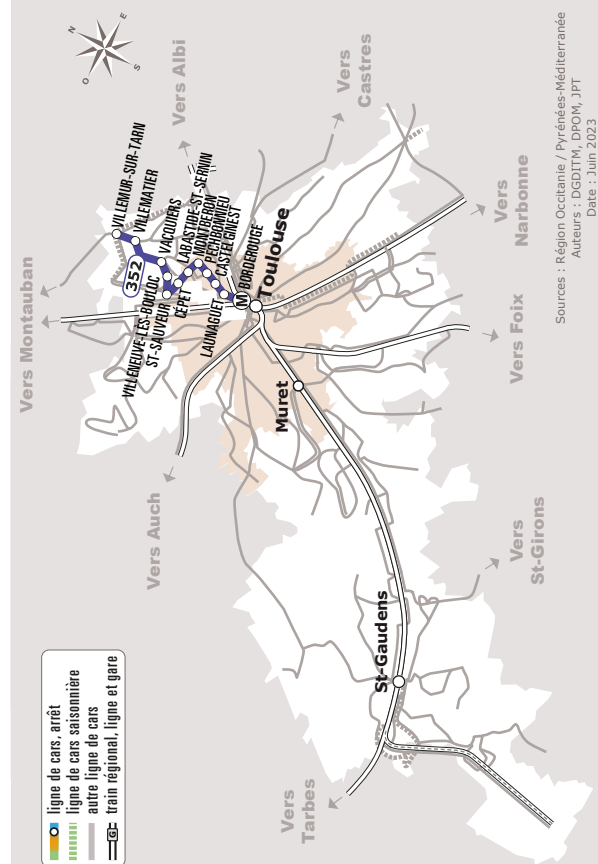 Vers Montauban
Vers Albi
Vers
Castres
N
E
S
O
VILLEMUR-SUR-TARN
VILLEMATIER
VACQUIERS
352
VILLENEUVE-LÈS-BOULOC
ST-SAUVEUR
CÉPET
LABASTIDE-ST-SERNIN
MONTBERON
PECHBONNIEU
CASTELGINEST
LAUNAGUET
M BORDEROUGE
Toulouse
Vers
Narbonne
Vers Foix
Muret
Vers Auch
Vers
St-Girons
St-Gaudens
Vers
Tarbes
ligne de cars, arrêt
ligne de cars saisonnière
autre ligne de cars
G train régional, ligne et gare
Sources : Région Occitanie / Pyrénées-Méditerranée
Auteurs : DGDITM, DPOM, JPT
Date : Juin 2023